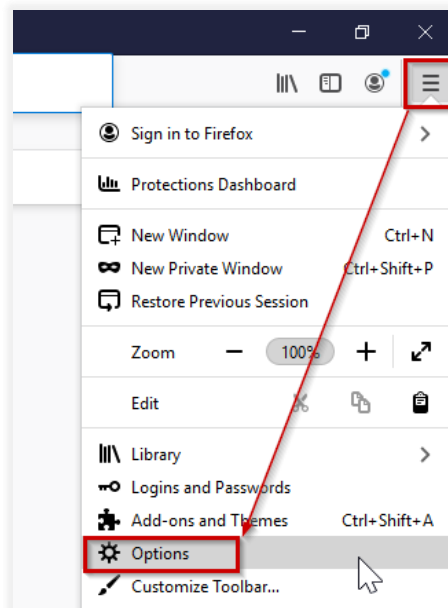 Sign in to Firefox
Protections Dashboard
New Window Ctrl+N
New Private Window Ctrl+Shift+P
Restore Previous Session
Zoom 100%
Edit
Library
Logins and Passwords
Add-ons and Themes Ctrl+Shift+A
Options
Customize Toolbar...